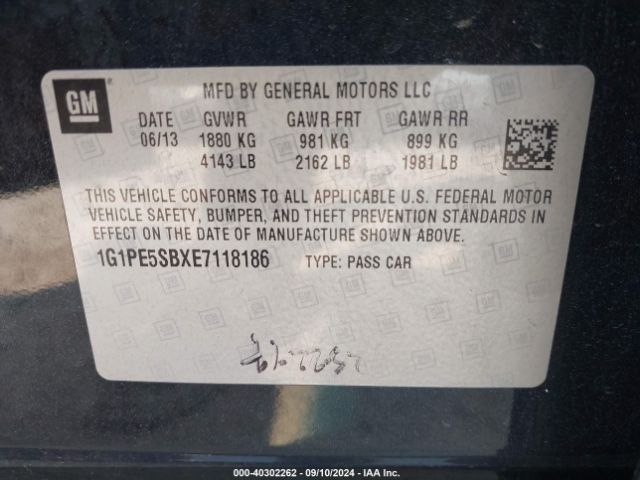 GM
MFD BY GENERAL MOTORS LLC
DATE GVWR GAWR FRT GAWR RR
06/13 1880 KG 981 KG 899 KG
4143 LB 2162 LB 1981 LB
THIS VEHICLE CONFORMS TO ALL APPLICABLE U.S. FEDERAL MOTOR
VEHICLE SAFETY, BUMPER, AND THEFT PREVENTION STANDARDS IN
EFFECT ON THE DATE OF MANUFACTURE SHOWN ABOVE.
1G1PE5SBXE7118186 TYPE: PASS CAR
000-40302262 - 09/10/2024 - IAA Inc.